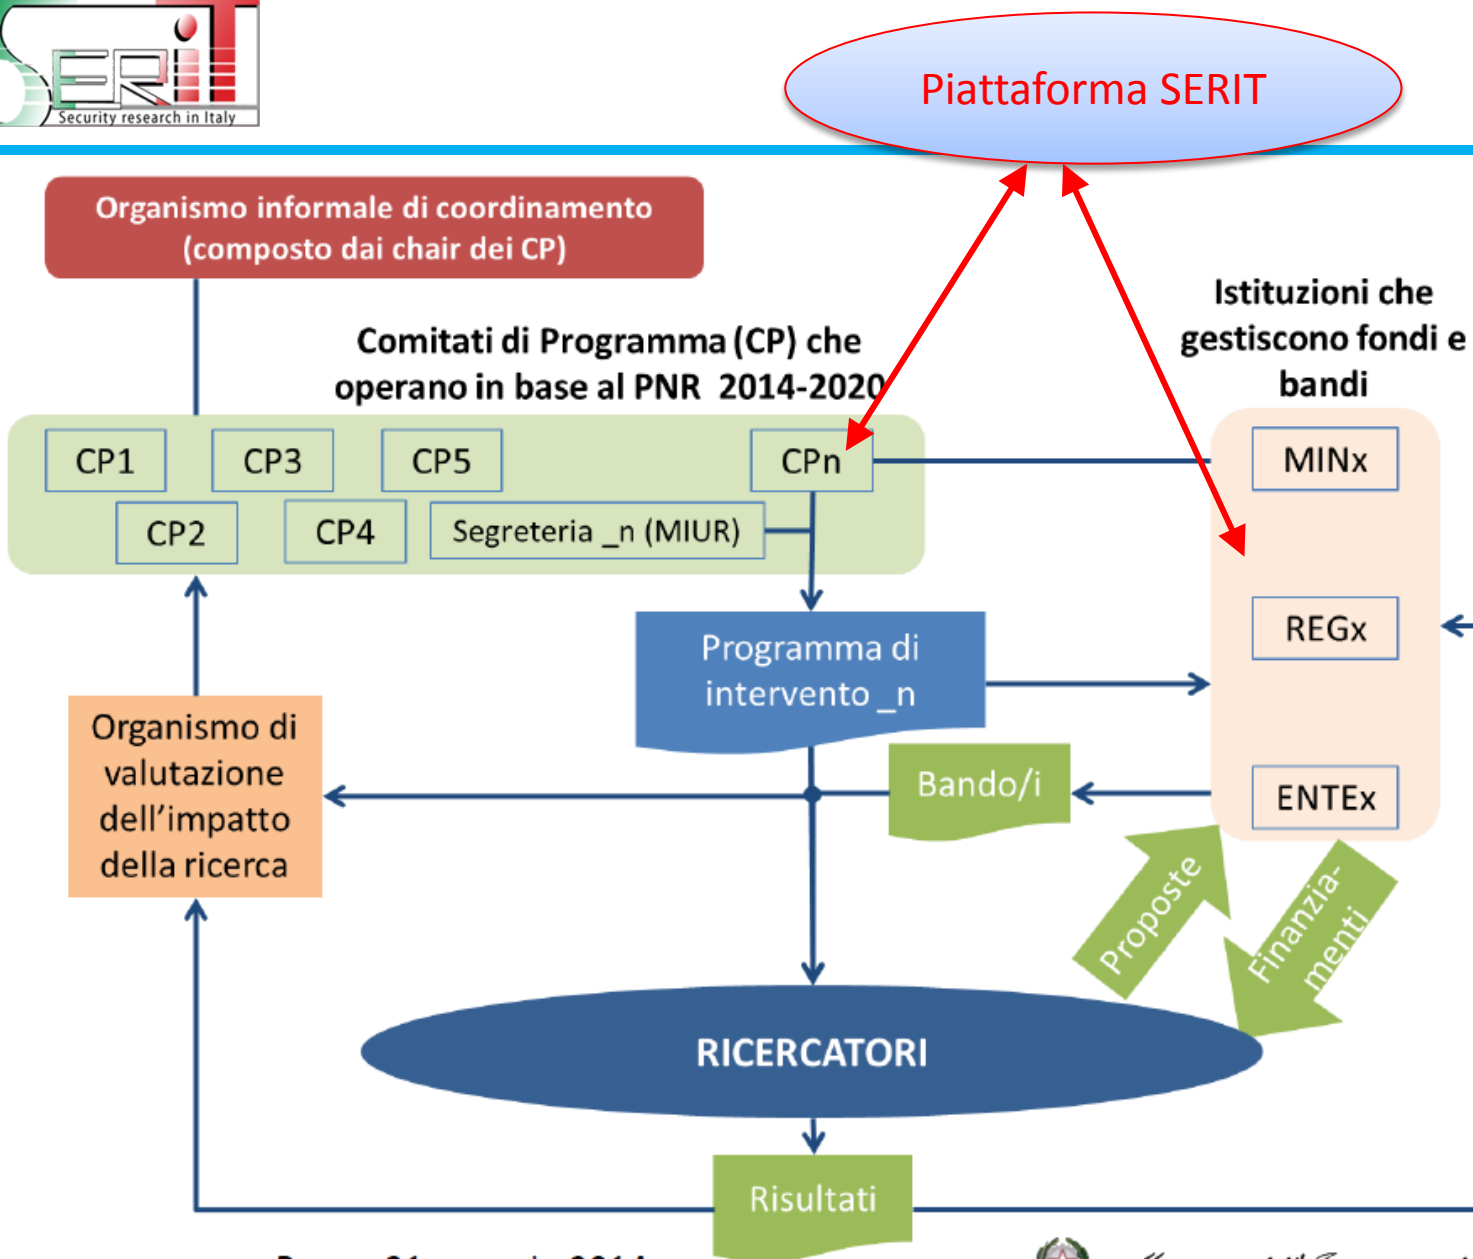 SERIT
Security research in Italy
Piattaforma SERIT
Organismo informale di coordinamento
(composto dai chair dei CP)
Istituzioni che
gestiscono fondi e
bandi
Comitati di Programma (CP) che
operano in base al PNR 2014-2020
CP1
CP3
CP5
CPn
MINx
CP2
CP4
Segreteria _n (MIUR)
REGx
Programma di
intervento _n
Organismo di
valutazione
dell'impatto
della ricerca
Bando/i
ENTEx
Proposte
Finanzia-
menti
RICERCATORI
Risultati